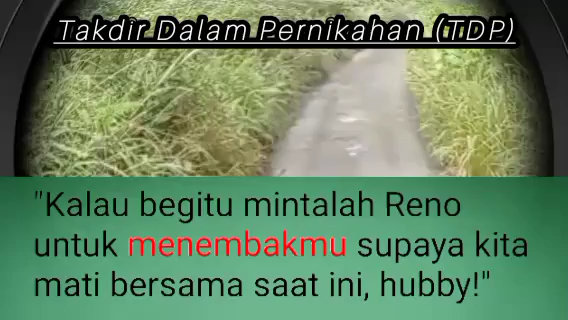 Takdir Dalam Pernikahan (TDP)
"Kalau begitu mintalah Reno
untuk menembakmu supaya kita
mati bersama saat ini, hubby!"